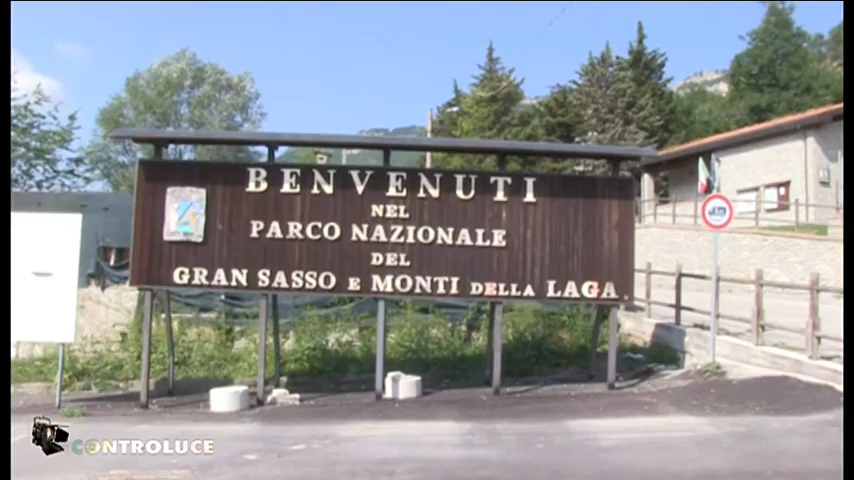 BENVENUTI
NEL
PARCO NAZIONALE
DEL
GRAN SASSO E MONTI DELLA LAGA
CONTROLUCE